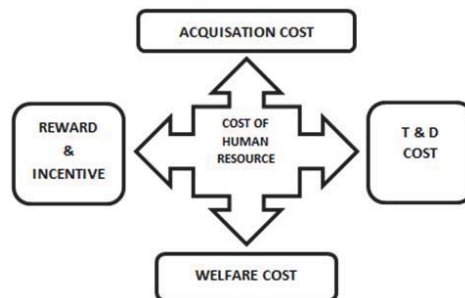 ACQUISATION COST
REWARD
&
INCENTIVE
COST OF
HUMAN
RESOURCE
T & D
COST
WELFARE COST